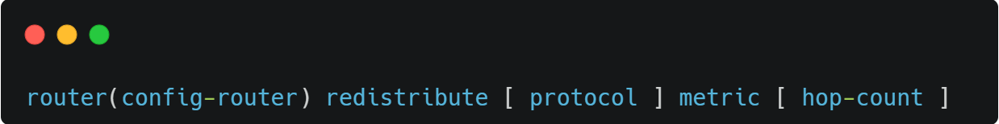 router(config-router) redistribute [ protocol ] metric [ hop-count ]